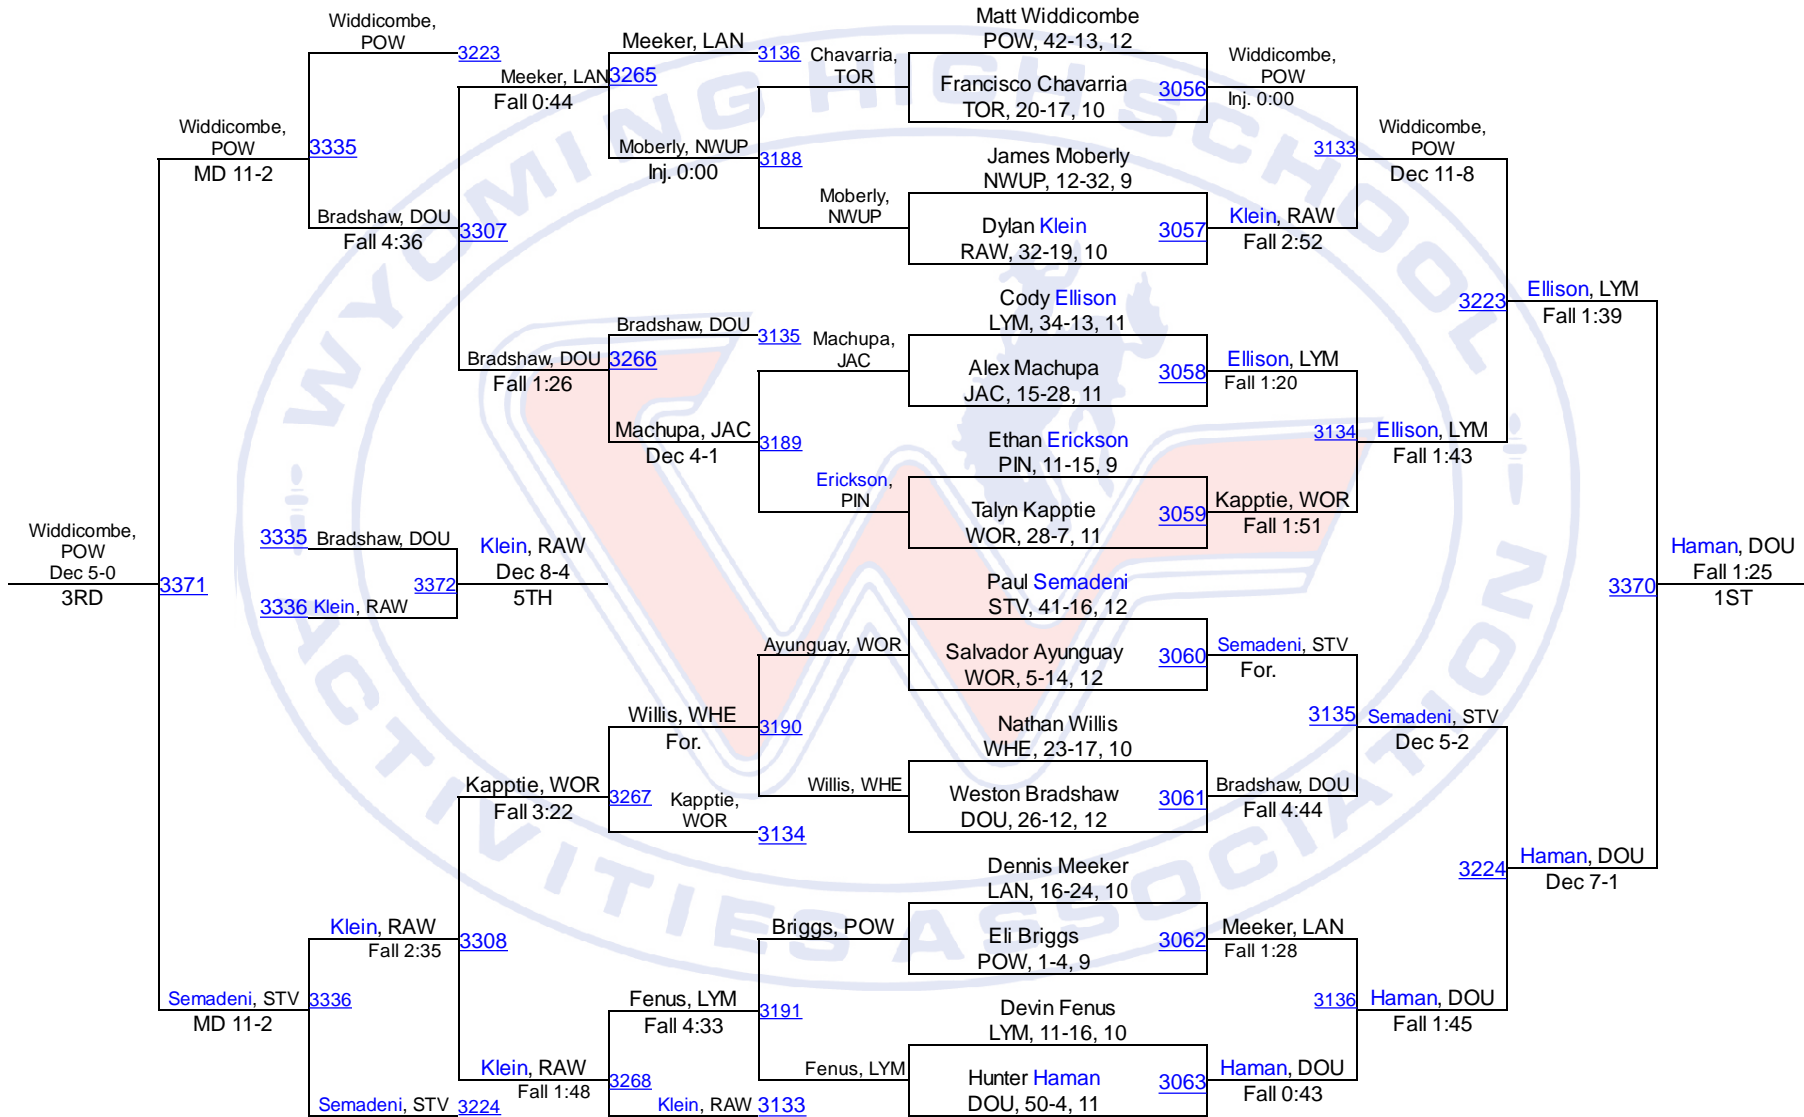 WYOMING HIGH SCHOOL
ACTIVITIES ASSOCIATION
Widdicombe,
POW
3223
Widdicombe,
POW
MD 11-2
3335
Bradshaw, DOU
Fall 4:36
3307
Meeker, LAN
Fall 0:44
3265
Meeker, LAN
3136
Moberly, NWUP
Inj. 0:00
3188
Chavarria,
TOR
Moberly,
NWUP
Bradshaw, DOU
Fall 1:26
3266
Bradshaw, DOU
3135
Machupa, JAC
Dec 4-1
3189
Machupa,
JAC
Erickson,
PIN
Widdicombe,
POW
Dec 5-0
3RD
3371
3335
Bradshaw, DOU
3336
Klein, RAW
3372
Klein, RAW
Dec 8-4
5TH
Semadeni, STV
MD 11-2
3336
Klein, RAW
Fall 2:35
3308
Semadeni, STV
3224
Kapptie, WOR
Fall 3:22
3267
Willis, WHE
For.
3190
Kapptie,
WOR
3134
Ayunguay, WOR
Willis, WHE
Klein, RAW
Fall 1:48
3268
Fenus, LYM
Fall 4:33
3191
Klein, RAW
3133
Briggs, POW
Fenus, LYM
Matt Widdicombe
POW, 42-13, 12
Francisco Chavarria
TOR, 20-17, 10
3056
James Moberly
NWUP, 12-32, 9
Dylan Klein
RAW, 32-19, 10
3057
Cody Ellison
LYM, 34-13, 11
Alex Machupa
JAC, 15-28, 11
3058
Ethan Erickson
PIN, 11-15, 9
Talyn Kapptie
WOR, 28-7, 11
3059
Paul Semadeni
STV, 41-16, 12
Salvador Ayunguay
WOR, 5-14, 12
3060
Nathan Willis
WHE, 23-17, 10
Weston Bradshaw
DOU, 26-12, 12
3061
Dennis Meeker
LAN, 16-24, 10
Eli Briggs
POW, 1-4, 9
3062
Devin Fenus
LYM, 11-16, 10
Hunter Haman
DOU, 50-4, 11
3063
Widdicombe,
POW
Inj. 0:00
Klein, RAW
Fall 2:52
3133
Widdicombe,
POW
Dec 11-8
Ellison, LYM
Fall 1:20
Kapptie, WOR
Fall 1:51
3134
Ellison, LYM
Fall 1:43
3223
Ellison, LYM
Fall 1:39
Semadeni, STV
For.
Bradshaw, DOU
Fall 4:44
3135
Semadeni, STV
Dec 5-2
Meeker, LAN
Fall 1:28
Haman, DOU
Fall 0:43
3136
Haman, DOU
Fall 1:45
3224
Haman, DOU
Dec 7-1
3370
Haman, DOU
Fall 1:25
1ST